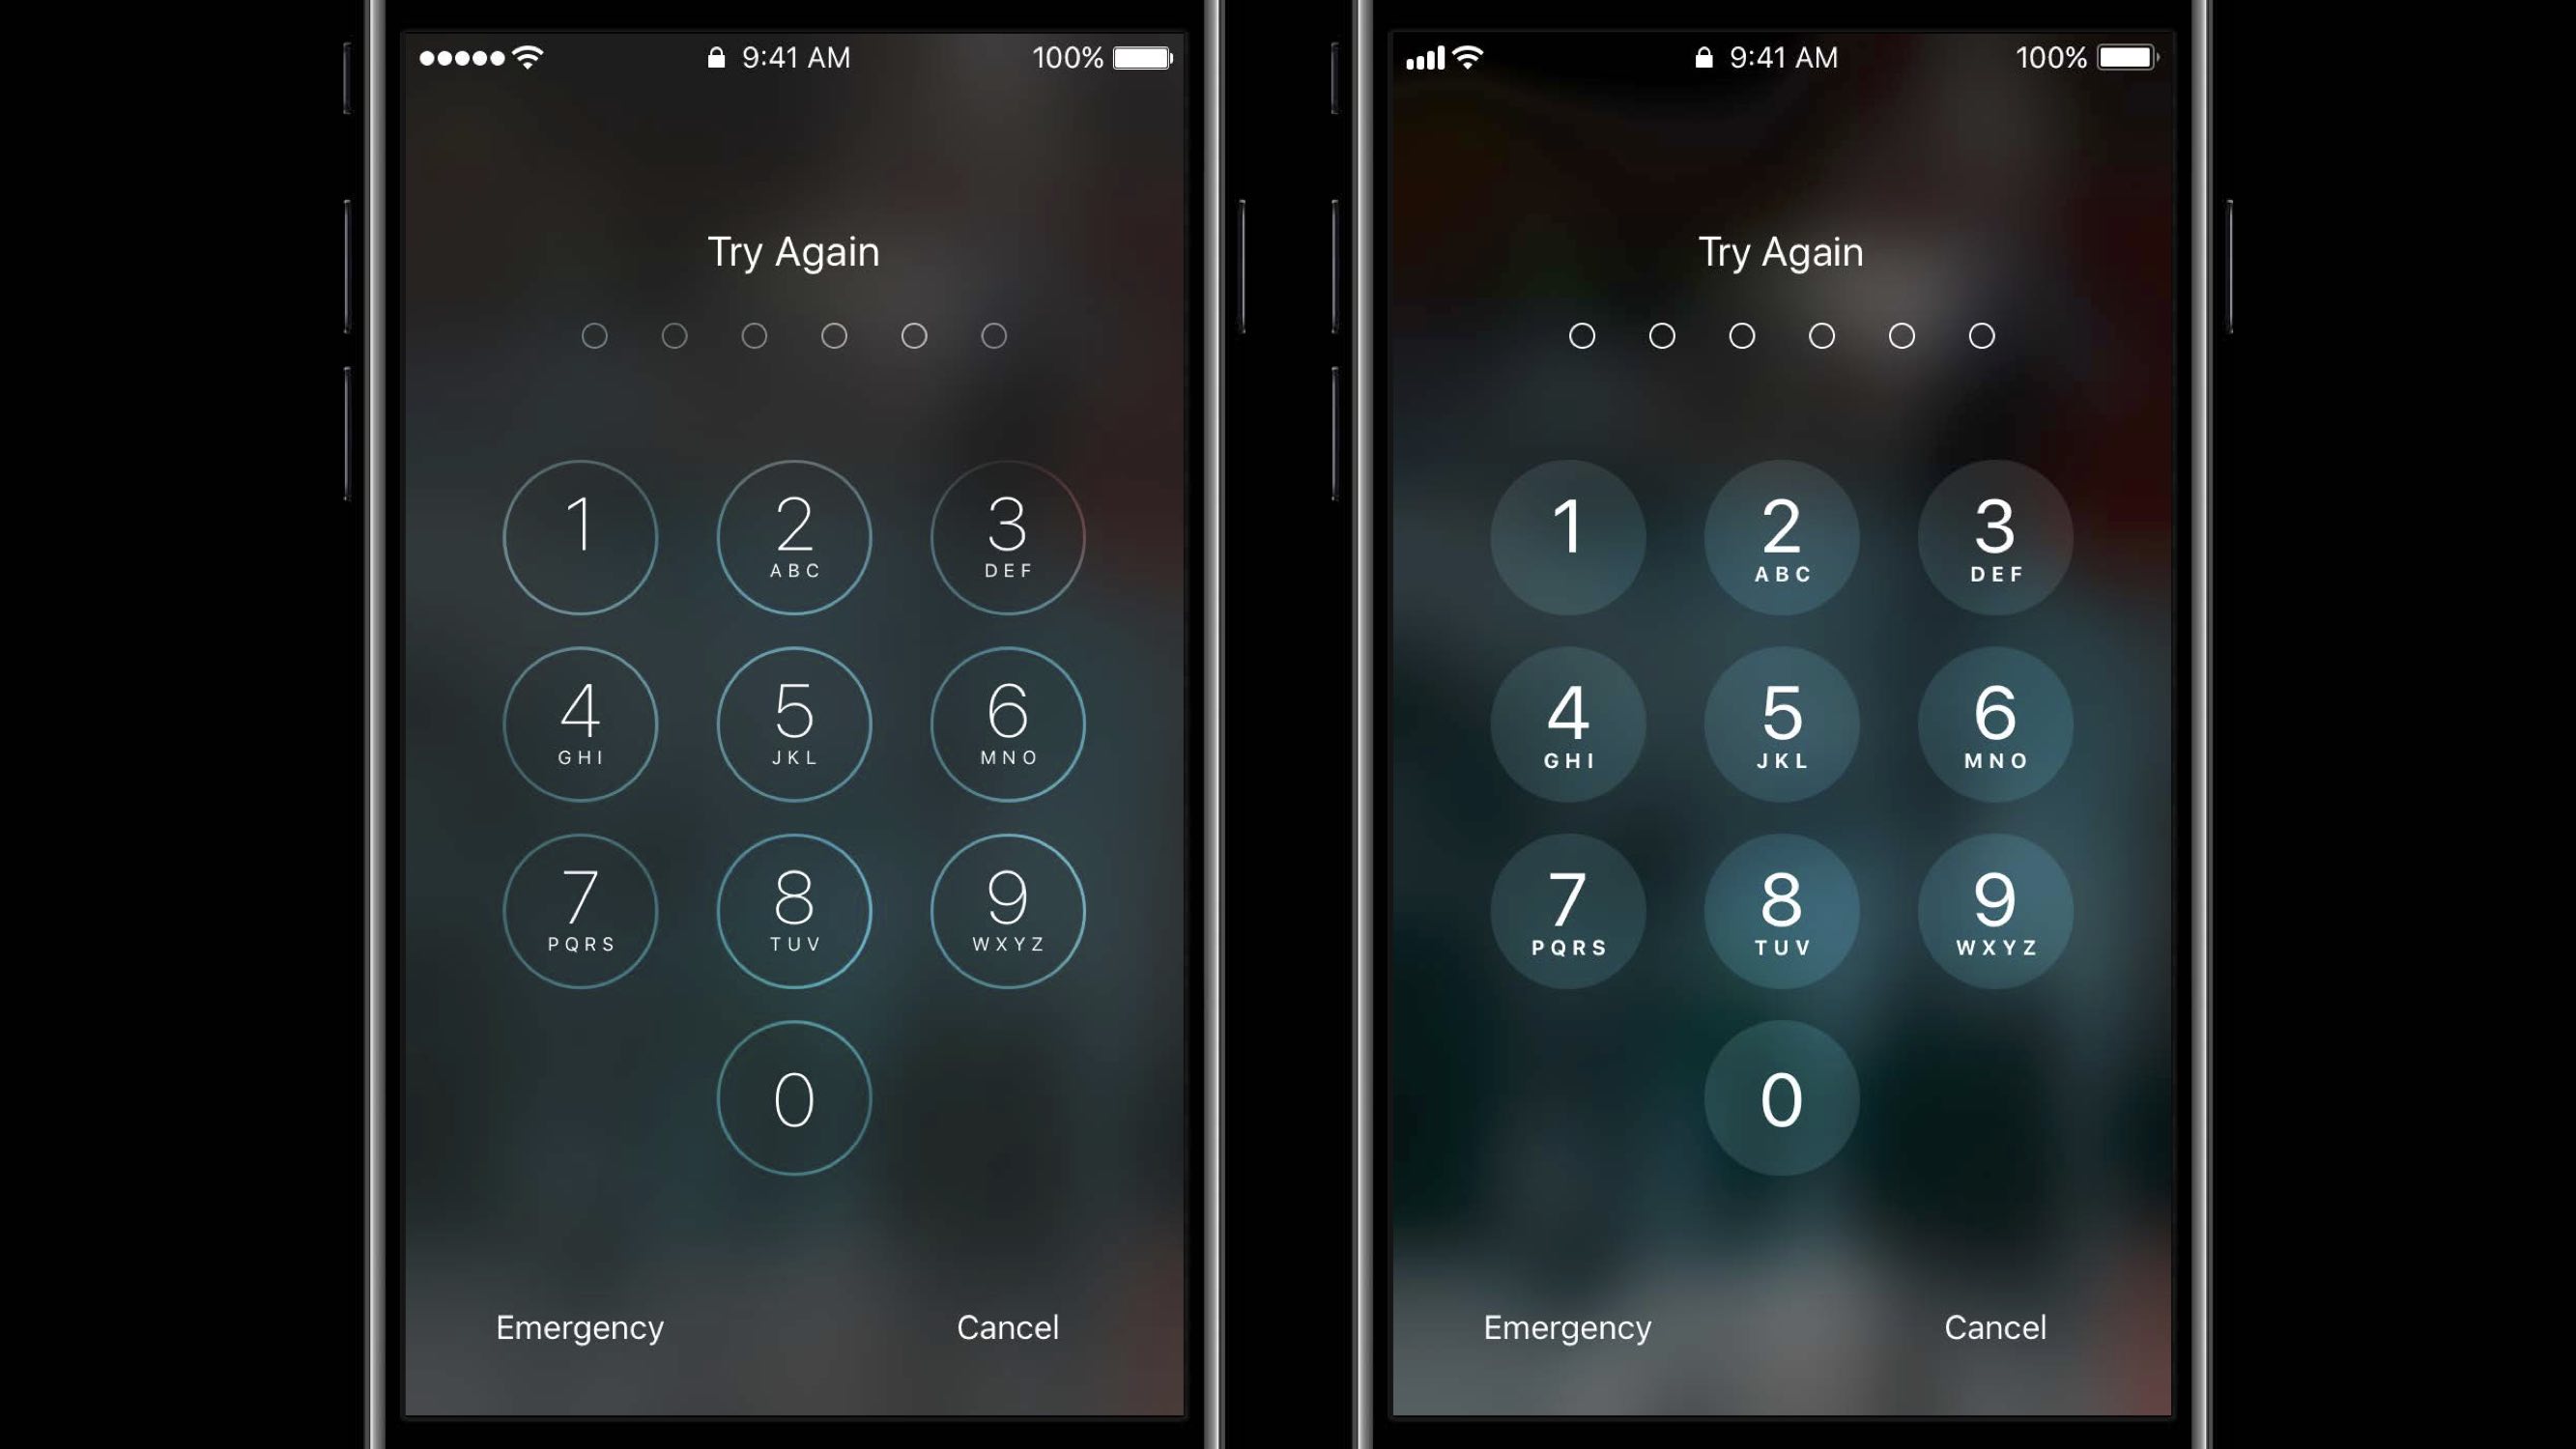 9:41 AM 100%
Try Again
1 2 3
ABC DEF
4 5 6
GHI JKL MNO
7 8 9
PQRS TUV WXYZ
0
Emergency Cancel
9:41 AM 100%
Try Again
1 2 3
ABC DEF
4 5 6
GHI JKL MNO
7 8 9
PQRS TUV WXYZ
0
Emergency Cancel